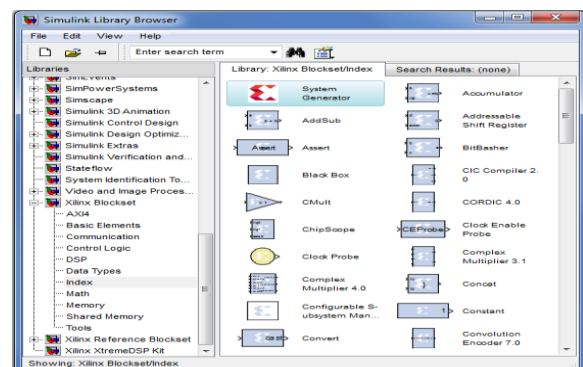 Simulink Library Browser
File Edit View Help
Enter search term
Libraries
SimEvents
SimPowerSystems
Simscape
Simulink 3D Animation
Simulink Control Design
Simulink Design Optimiz...
Simulink Extras
Simulink Verification and...
Stateflow
System Identification To...
Video and Image Proces...
Xilinx Blockset
AXI4
Basic Elements
Communication
Control Logic
DSP
Data Types
Index
Math
Memory
Shared Memory
Tools
Xilinx Reference Blockset
Xilinx XtremeDSP Kit
Library: Xilinx Blockset/Index
Search Results: (none)
System
Generator
Accumulator
AddSub
Addressable
Shift Register
Assert
Assert
BitBasher
Black Box
CIC Compiler 2.
0
CMult
CORDIC 4.0
ChipScope
CEProbe
Clock Enable
Probe
Clock Probe
Complex
Multiplier 3.1
Complex
Multiplier 4.0
Concat
Configurable S-
ubsystem Man...
1
Constant
cast
Convert
Convolution
Encoder 7.0
Showing: Xilinx Blockset/Index